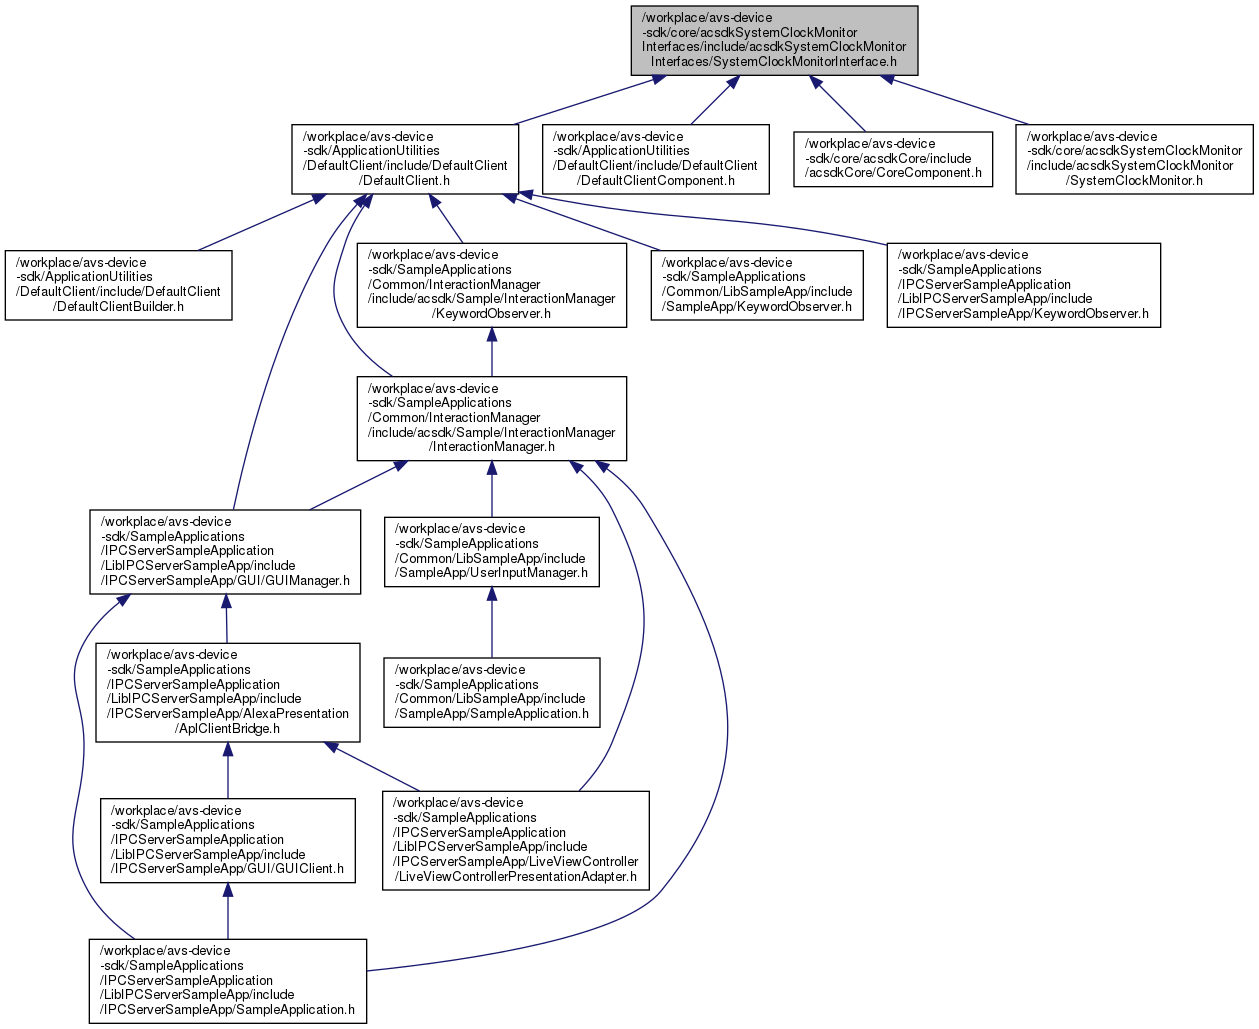 /workplace/avs-device
-sdk/core/acsdkSystemClockMonitor
Interfaces/include/acsdkSystemClockMonitor
Interfaces/SystemClockMonitorInterface.h
/workplace/avs-device
-sdk/ApplicationUtilities
/DefaultClient/include/DefaultClient
/DefaultClient.h
/workplace/avs-device
-sdk/ApplicationUtilities
/DefaultClient/include/DefaultClient
/DefaultClientComponent.h
/workplace/avs-device
-sdk/core/acsdkCore/include
/acsdkCore/CoreComponent.h
/workplace/avs-device
-sdk/core/acsdkSystemClockMonitor
/include/acsdkSystemClockMonitor
/SystemClockMonitor.h
/workplace/avs-device
-sdk/ApplicationUtilities
/DefaultClient/include/DefaultClient
/DefaultClientBuilder.h
/workplace/avs-device
-sdk/SampleApplications
/Common/InteractionManager
/include/acsdk/Sample/InteractionManager
/KeywordObserver.h
/workplace/avs-device
-sdk/SampleApplications
/Common/LibSampleApp/include
/SampleApp/KeywordObserver.h
/workplace/avs-device
-sdk/SampleApplications
/IPCServerSampleApplication
/LibIPCServerSampleApp/include
/IPCServerSampleApp/KeywordObserver.h
/workplace/avs-device
-sdk/SampleApplications
/Common/InteractionManager
/include/acsdk/Sample/InteractionManager
/InteractionManager.h
/workplace/avs-device
-sdk/SampleApplications
/IPCServerSampleApplication
/LibIPCServerSampleApp/include
/IPCServerSampleApp/GUI/GUIManager.h
/workplace/avs-device
-sdk/SampleApplications
/Common/LibSampleApp/include
/SampleApp/UserInputManager.h
/workplace/avs-device
-sdk/SampleApplications
/IPCServerSampleApplication
/LibIPCServerSampleApp/include
/IPCServerSampleApp/AlexaPresentation
/AplClientBridge.h
/workplace/avs-device
-sdk/SampleApplications
/Common/LibSampleApp/include
/SampleApp/SampleApplication.h
/workplace/avs-device
-sdk/SampleApplications
/IPCServerSampleApplication
/LibIPCServerSampleApp/include
/IPCServerSampleApp/GUI/GUIClient.h
/workplace/avs-device
-sdk/SampleApplications
/IPCServerSampleApplication
/LibIPCServerSampleApp/include
/IPCServerSampleApp/LiveViewController
/LiveViewControllerPresentationAdapter.h
/workplace/avs-device
-sdk/SampleApplications
/IPCServerSampleApplication
/LibIPCServerSampleApp/include
/IPCServerSampleApp/SampleApplication.h